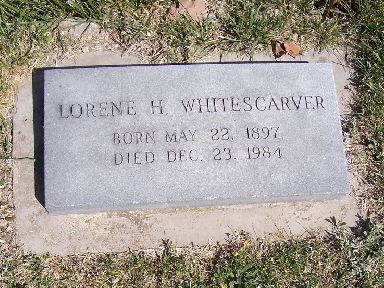 LORENE H. WHITESCARVER
BORN MAY 22, 1897
DIED DEC. 23, 1984